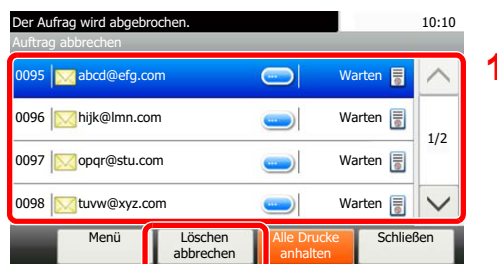 Der Aufrag wird abgebrochen. 10:10
Auftrag abbrechen
0095 abcd@efg.com Warten
0096 hijk@lmn.com Warten
1/2
0097 opqr@stu.com Warten
0098 tuvw@xyz.com Warten
Menü Löschen abbrechen Alle Drucke anhalten Schließen
1